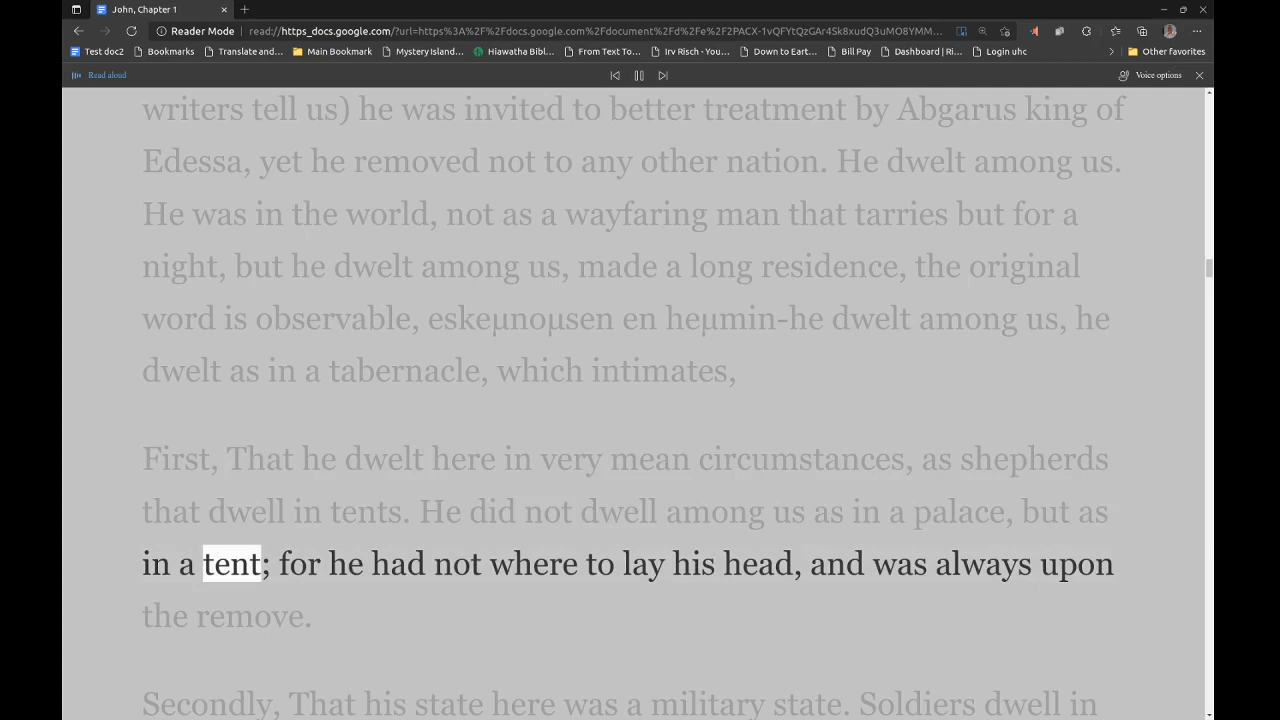 John, Chapter 1
Reader Mode
read://https_docs.google.com/?url=https%3A%2F%2Fdocs.google.com%2Fdocument%2Fd%2Fe%2F2PACX-1vQFYtQzGAr4Sk8xudQ3uMO8YMM...
Test doc2
Bookmarks
Translate and...
Main Bookmark
Mystery Island...
Hiawatha Bibl...
From Text To...
Irv Risch - You...
Down to Eart...
Bill Pay
Dashboard | Ri...
Login uhc
Other favorites
Read aloud
Voice options
writers tell us) he was invited to better treatment by Abgarus king of
Edessa, yet he removed not to any other nation. He dwelt among us.
He was in the world, not as a wayfaring man that tarries but for a
night, but he dwelt among us, made a long residence, the original
word is observable, eskeμnoμsen en heμmin-he dwelt among us, he
dwelt as in a tabernacle, which intimates,
First, That he dwelt here in very mean circumstances, as shepherds
that dwell in tents. He did not dwell among us as in a palace, but as
in a tent; for he had not where to lay his head, and was always upon
the remove.
Secondly, That his state here was a military state. Soldiers dwell in